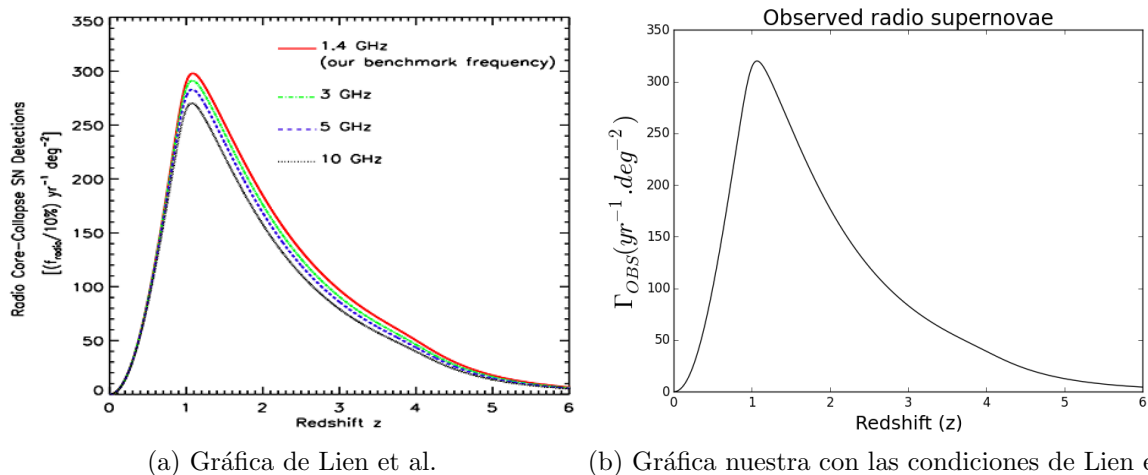 Observed radio supernovae
350
300
250
200
150
100
50
0
Radio Core-Collapse SN Detections
[(f_radio/10%) yr^-1 deg^-2]
1.4 GHz
(our benchmark frequency)
3 GHz
5 GHz
10 GHz
0 1 2 3 4 5 6
Redshift z
350
300
250
200
150
100
50
0
Γ_OBS(yr^-1.deg^-2)
0 1 2 3 4 5 6
Redshift (z)
(a) Gráfica de Lien et al.
(b) Gráfica nuestra con las condiciones de Lien